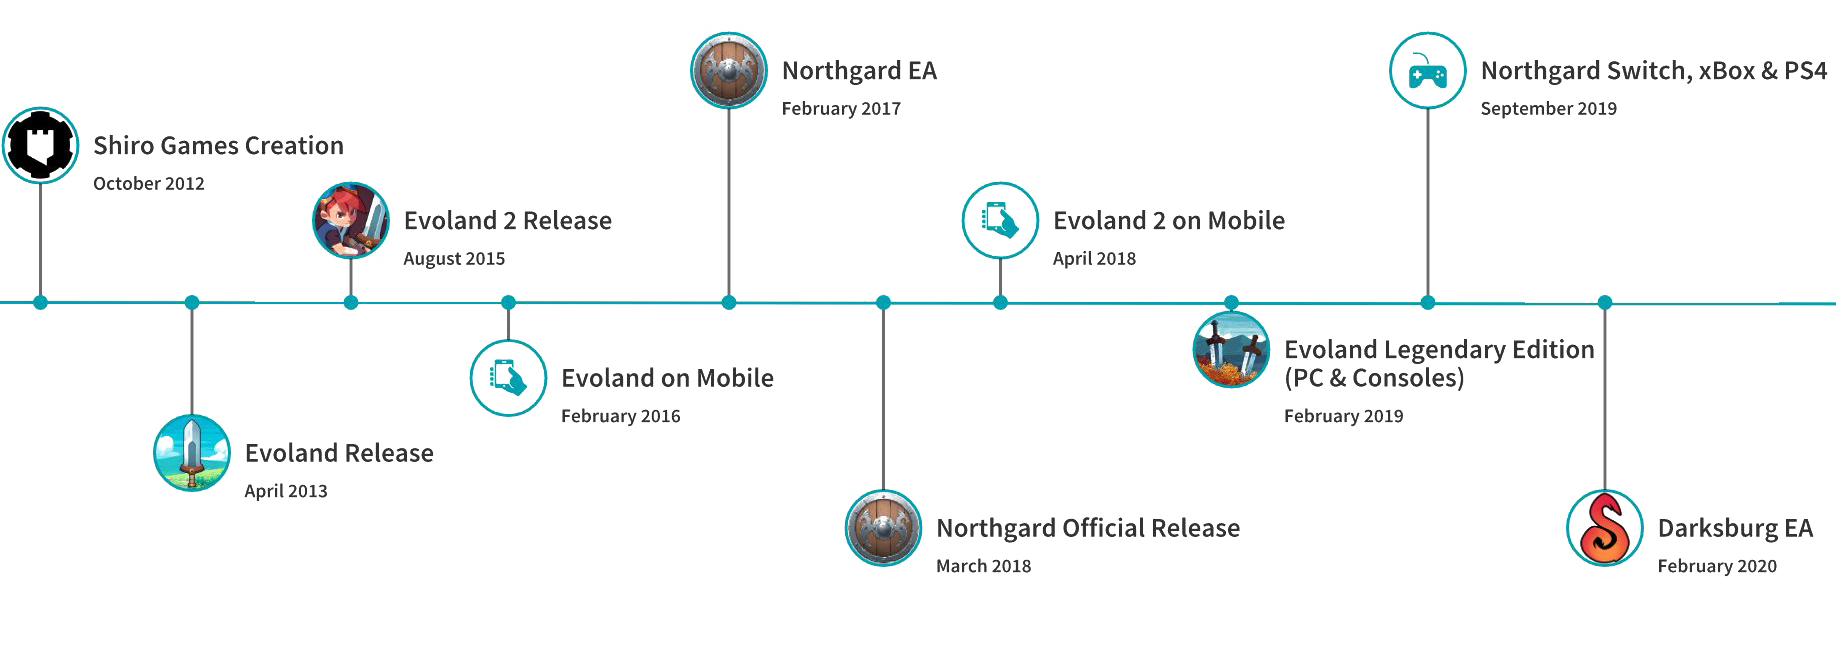 Shiro Games Creation
October 2012
Evoland Release
April 2013
Evoland 2 Release
August 2015
Evoland on Mobile
February 2016
Northgard EA
February 2017
Northgard Official Release
March 2018
Evoland 2 on Mobile
April 2018
Evoland Legendary Edition
(PC & Consoles)
February 2019
Northgard Switch, xBox & PS4
September 2019
Darksburg EA
February 2020